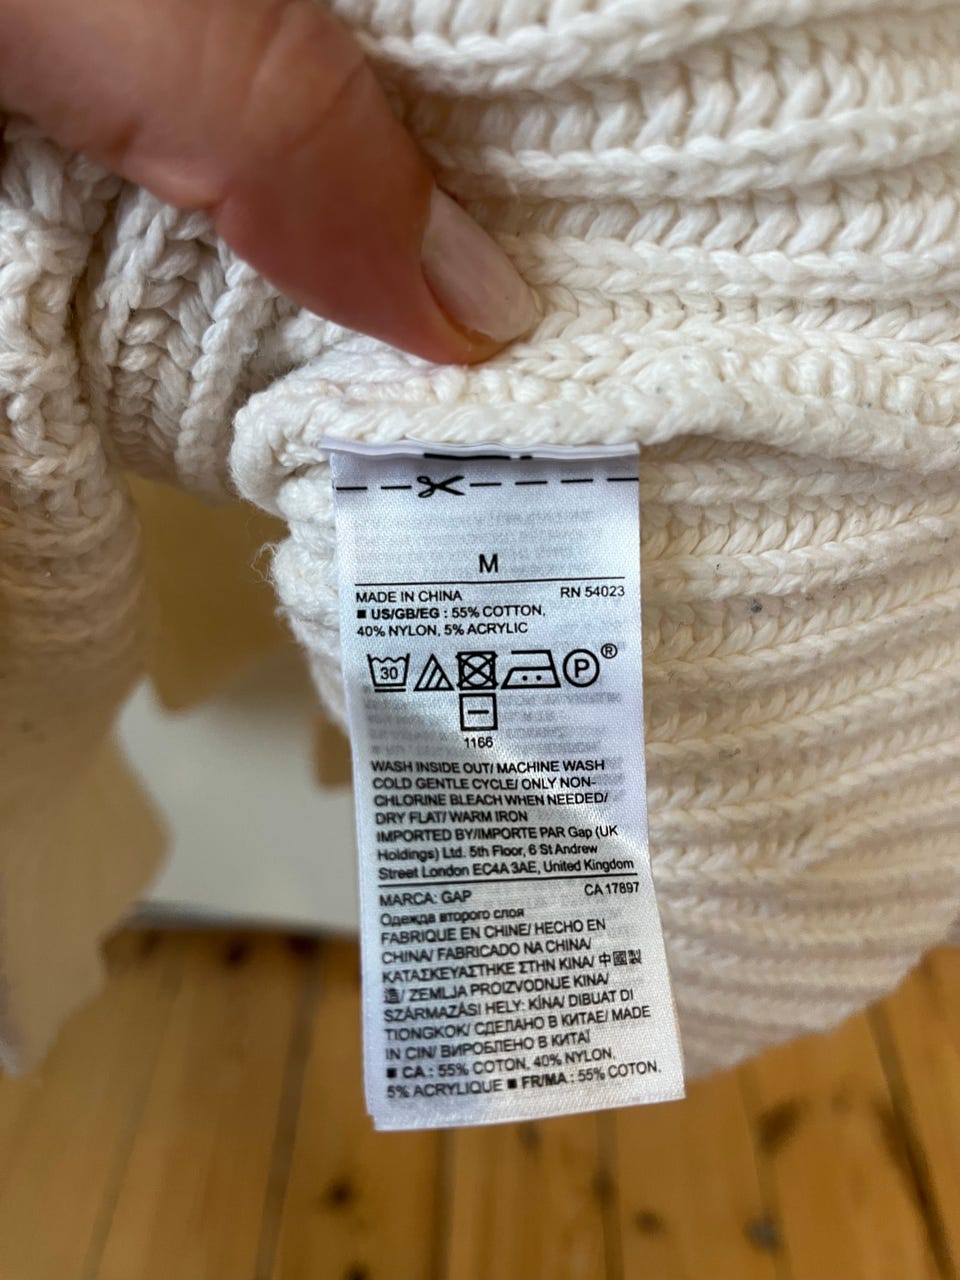 M
MADE IN CHINA RN 54023
■ US/GB/EG : 55% COTTON,
40% NYLON, 5% ACRYLIC
30 P ®
1166
WASH INSIDE OUT/ MACHINE WASH
COLD GENTLE CYCLE/ ONLY NON-
CHLORINE BLEACH WHEN NEEDED/
DRY FLAT/ WARM IRON
IMPORTED BY/IMPORTE PAR Gap (UK
Holdings) Ltd. 5th Floor, 6 St Andrew
Street London EC4A 3AE, United Kingdom
MARCA: GAP CA 17897
Одежда второго слоя
FABRIQUE EN CHINE/ HECHO EN
CHINA/ FABRICADO NA CHINA/
ΚΑΤΑΣΚΕΥΑΣΤΗΚΕ ΣΤΗΝ ΚΙΝΑ/ 中國製
造/ ZEMLJA PROIZVODNJE KINA/
SZÁRMAZÁSI HELY: KÍNA/ DIBUAT DI
TIONGKOK/ СДЕЛАНО В КИТАЕ/ MADE
IN CIN/ ВИРОБЛЕНО В КИТАЇ
■ CA : 55% COTON, 40% NYLON,
5% ACRYLIQUE ■ FR/MA : 55% COTON,